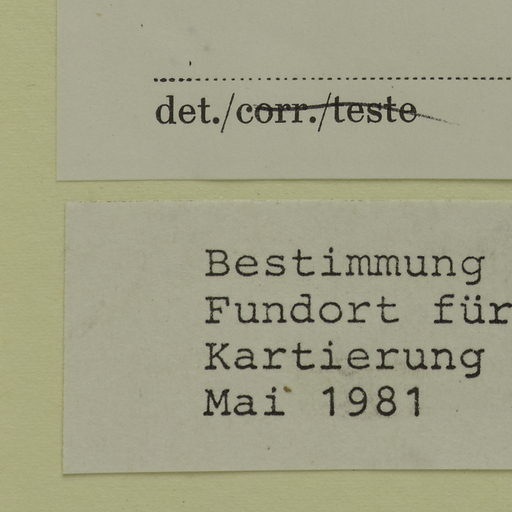 det./corr./teste
Bestimmung
Fundort für
Kartierung
Mai 1981